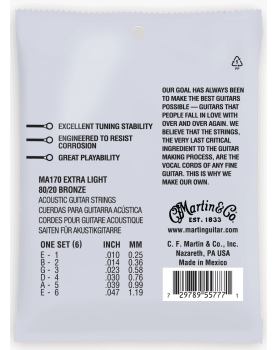 OUR GOAL HAS ALWAYS BEEN
TO MAKE THE BEST GUITARS
POSSIBLE — GUITARS THAT
PEOPLE FALL IN LOVE WITH
OVER AND OVER AGAIN. WE
BELIEVE THAT THE STRINGS,
THE VERY LAST CRITICAL
INGREDIENT IN THE GUITAR
MAKING PROCESS, ARE THE
VOCAL CORDS OF ANY FINE
GUITAR. THIS IS WHY WE
MAKE OUR OWN.
EXCELLENT TUNING STABILITY
ENGINEERED TO RESIST
CORROSION
GREAT PLAYABILITY
MA170 EXTRA LIGHT
80/20 BRONZE
ACOUSTIC GUITAR STRINGS
CUERDAS PARA GUITARRA ACÚSTICA
CORDES POUR GUITARE ACOUSTIQUE
SAITEN FÜR AKUSTIKGITARRE
ONE SET (6) INCH MM
E - 1 .010 0.25
B - 2 .014 0.36
G - 3 .023 0.58
D - 4 .030 0.76
A - 5 .039 0.99
E - 6 .047 1.19
Martin & Co.
EST. 1833
martinguitar.com
C. F. Martin & Co., Inc.
Nazareth, PA USA
Made in Mexico
7 29789 55777 1